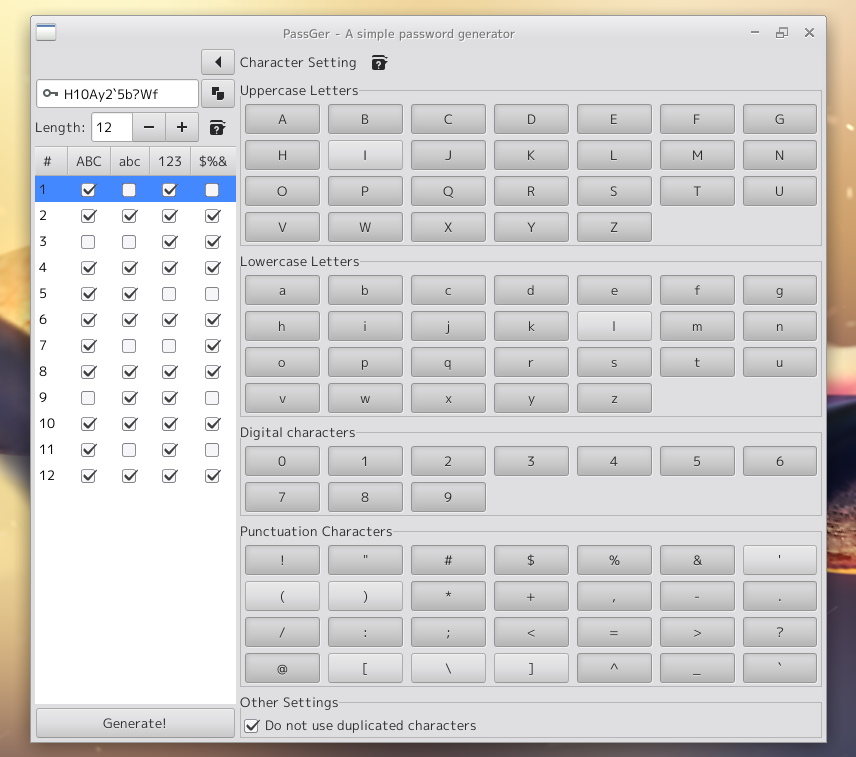 PassGer - A simple password generator
Character Setting
H10Ay2`5b?Wf
Length: 12
# ABC abc 123 $%&
1
2
3
4
5
6
7
8
9
10
11
12
Generate!
Uppercase Letters
A B C D E F G
H I J K L M N
O P Q R S T U
V W X Y Z
Lowercase Letters
a b c d e f g
h i j k l m n
o p q r s t u
v w x y z
Digital characters
0 1 2 3 4 5 6
7 8 9
Punctuation Characters
! " # $ % & '
( ) * + , - .
/ : ; < = > ?
@ [ \ ] ^ _ `
Other Settings
Do not use duplicated characters